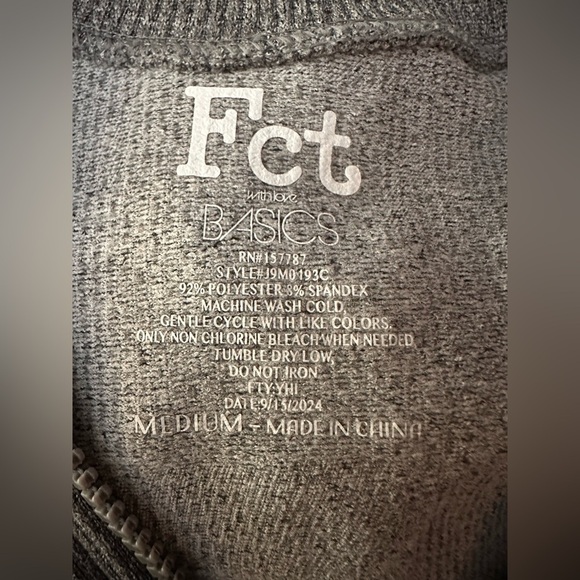 Fct
with love
BASICS
RN#157787
STYLE#J9M0193C
92% POLYESTER 8% SPANDEX
MACHINE WASH COLD,
GENTLE CYCLE WITH LIKE COLORS.
ONLY NON CHLORINE BLEACH WHEN NEEDED
TUMBLE DRY LOW,
DO NOT IRON
FTY:YHI
DATE:9/15/2024
MEDIUM - MADE IN CHINA